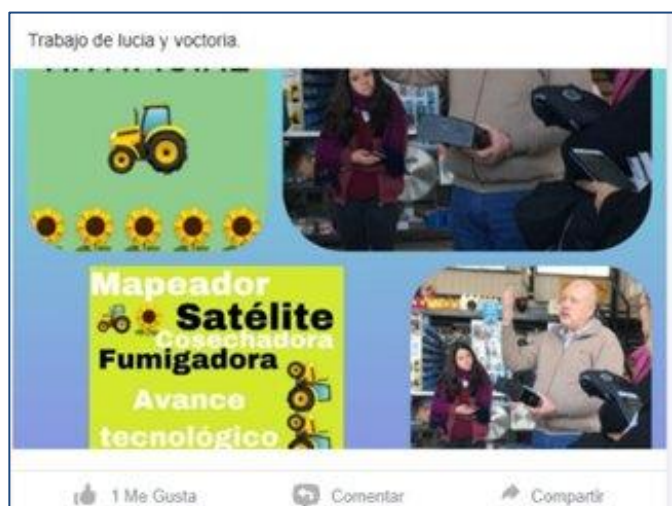 Trabajo de lucia y voctoria.
Mapeador
Satélite
Cosechadora
Fumigadora
Avance
tecnológico
1 Me Gusta
Comentar
Compartir